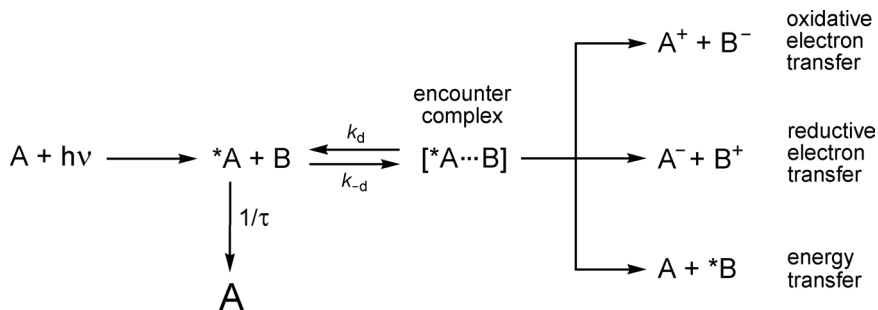 oxidative
electron
transfer
A⁺ + B⁻
encounter
complex
k_d
A + hν
*A + B
[*A···B]
k_−d
A⁻ + B⁺
reductive
electron
transfer
1/τ
A
A + *B
energy
transfer